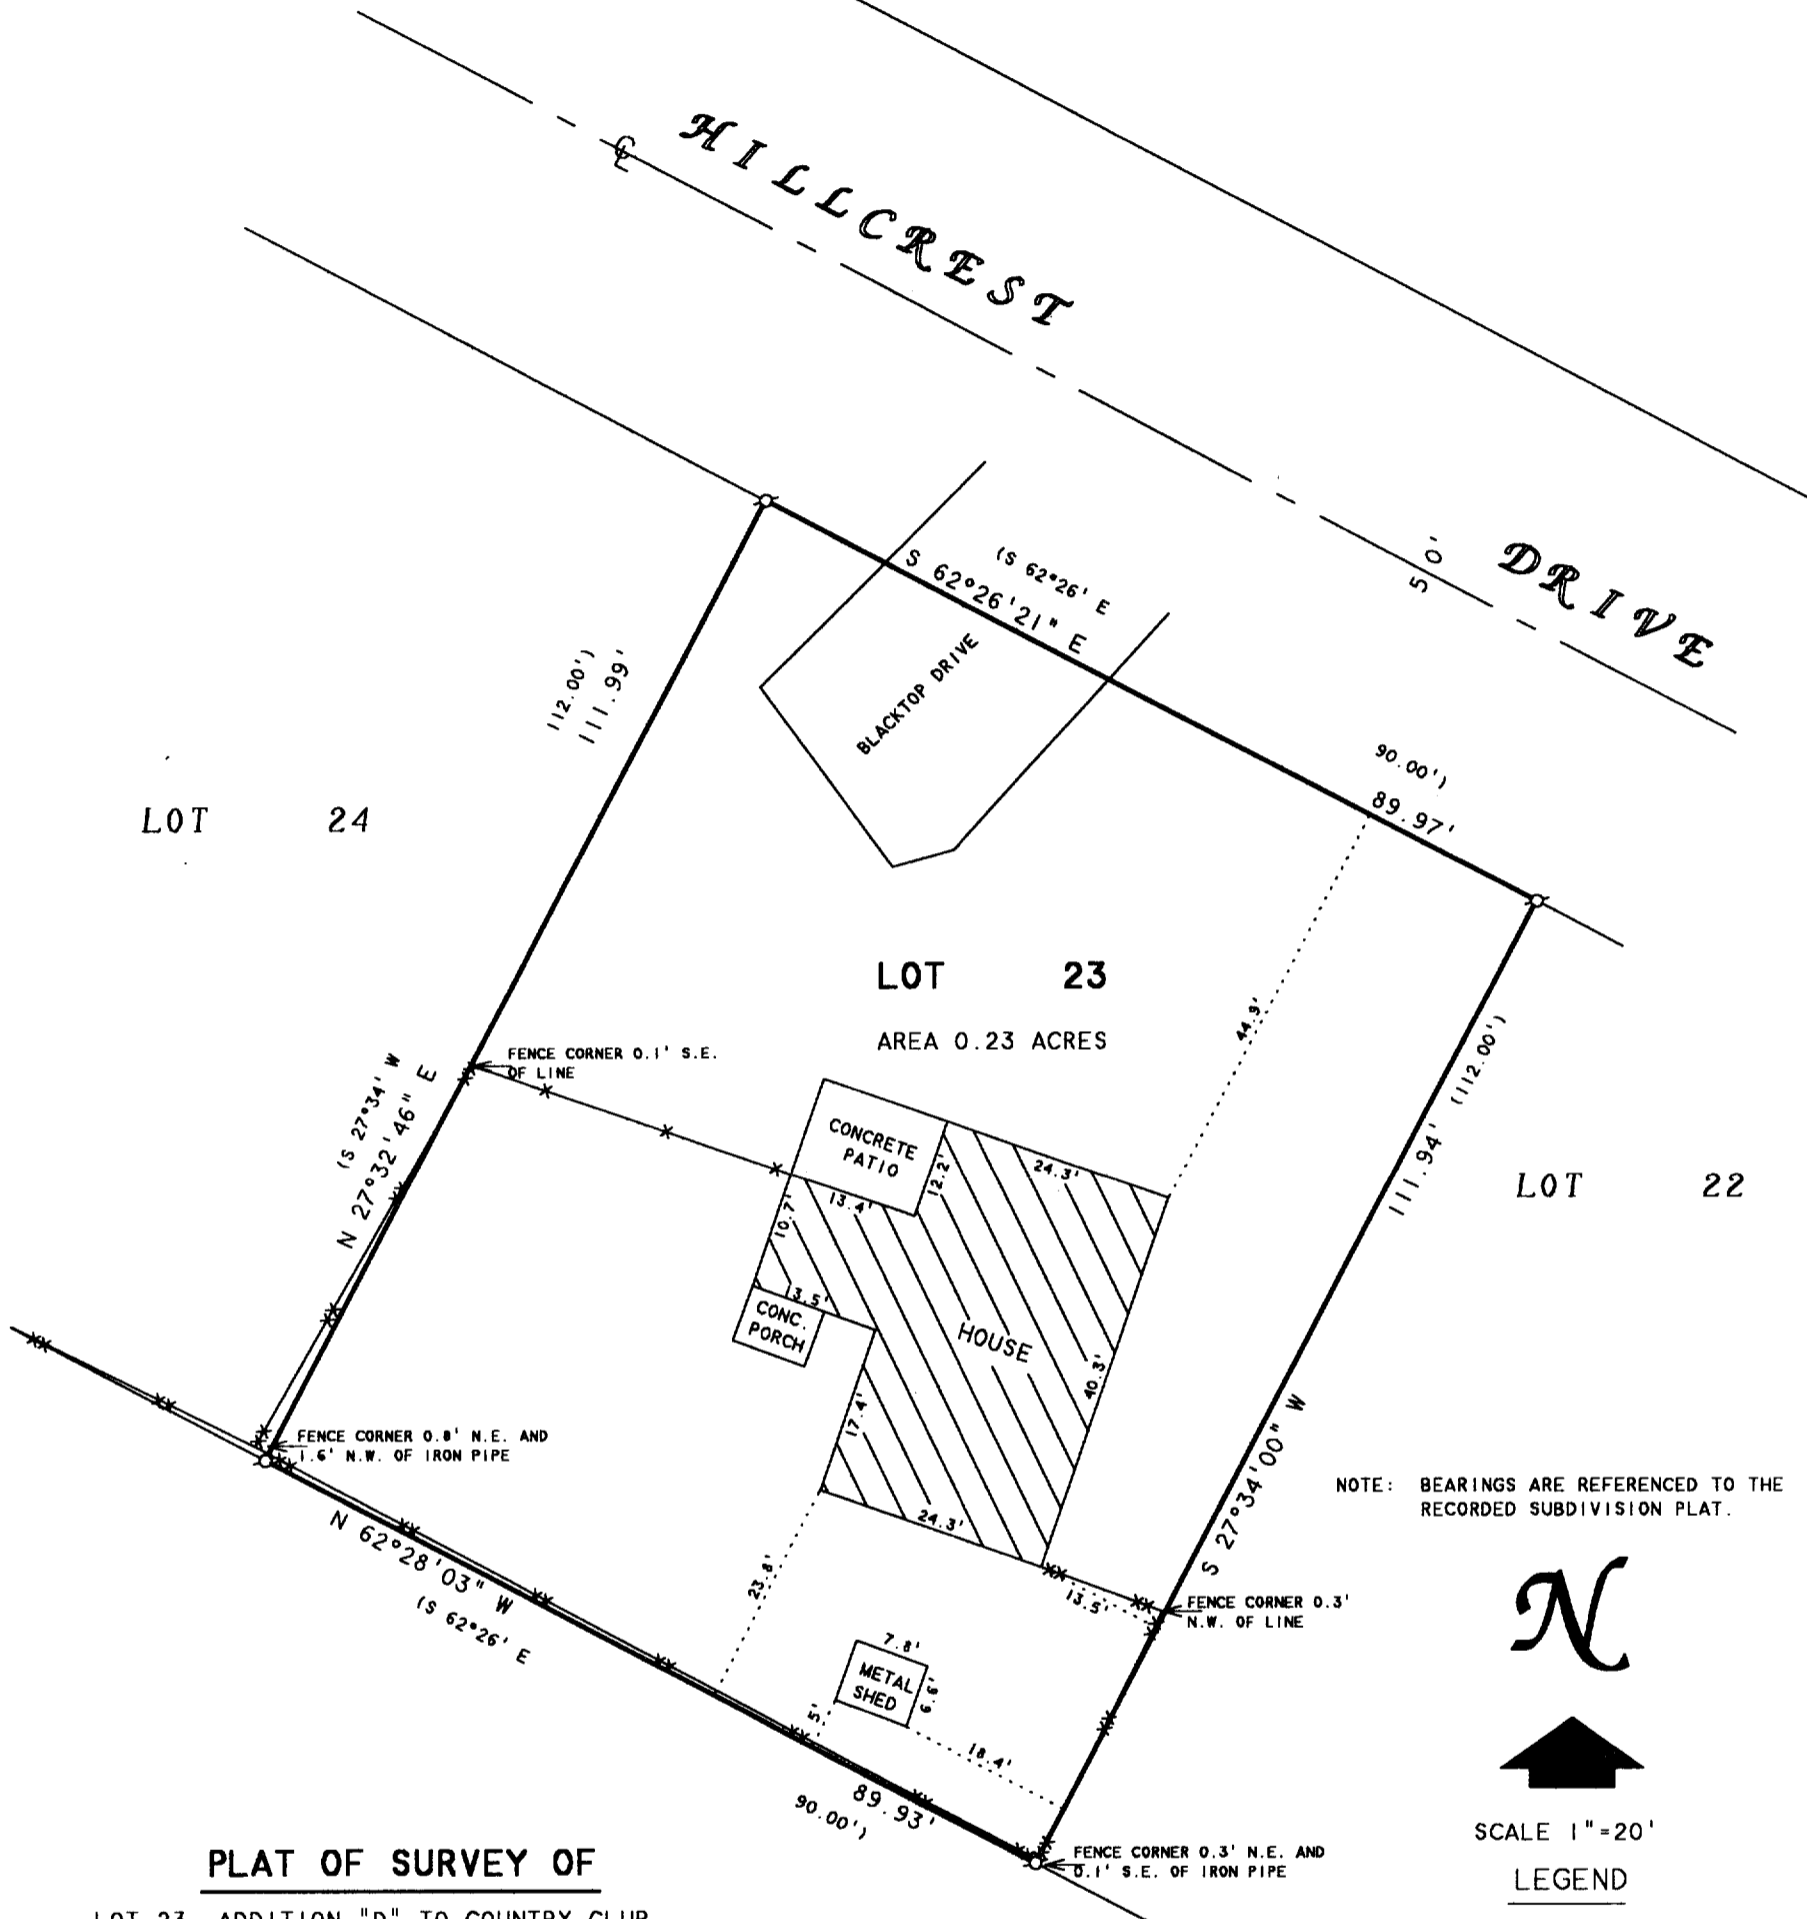 ℄
HILLCREST
DRIVE
50'
(S 62°26' E
S 62°26'21" E
BLACKTOP DRIVE
112.00')
111.99'
90.00')
89.97'
LOT 24
LOT 23
AREA 0.23 ACRES
44.9'
FENCE CORNER 0.1' S.E.
OF LINE
(S 27°34' W
N 27°32'46" E
111.94' (112.00')
CONCRETE
PATIO
12.2'
24.3'
13.4'
10.7'
LOT 22
13.5'
CONC.
PORCH
HOUSE
40.3'
17.4'
24.3'
FENCE CORNER 0.8' N.E. AND
1.6' N.W. OF IRON PIPE
S 27°34'00" W
NOTE: BEARINGS ARE REFERENCED TO THE
RECORDED SUBDIVISION PLAT.
N 62°28'03" W
(S 62°26' E
23.8'
13.5'
FENCE CORNER 0.3'
N.W. OF LINE
N
7.8'
METAL
SHED
6.6'
5.'
18.4'
89.93'
90.00')
SCALE 1"=20'
FENCE CORNER 0.3' N.E. AND
0.1' S.E. OF IRON PIPE
LEGEND
PLAT OF SURVEY OF
LOT 23, ADDITION "D" TO COUNTRY CLUB